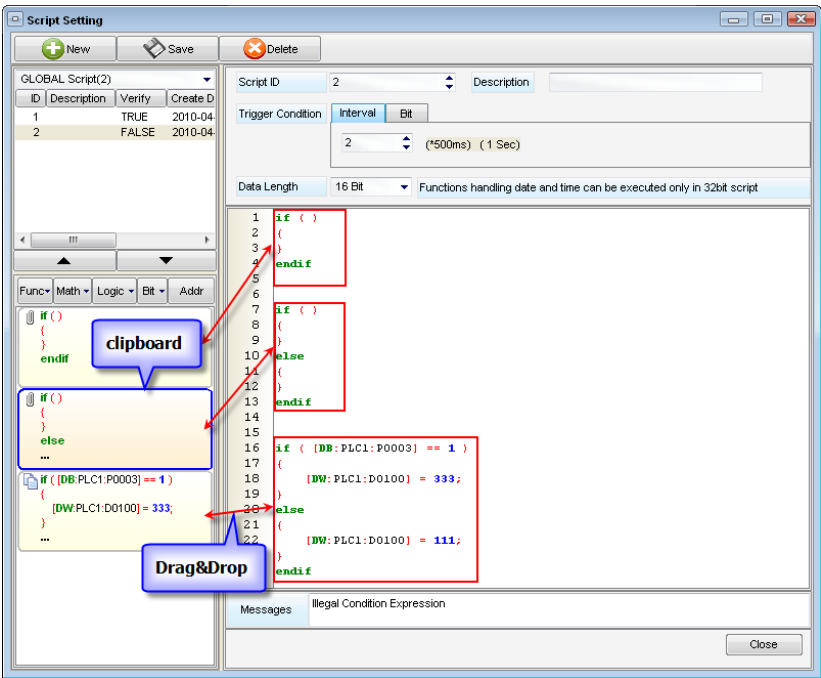 Script Setting
New Save Delete
GLOBAL Script(2)
ID Description Verify Create D
1 TRUE 2010-04-
2 FALSE 2010-04-
Func Math Logic Bit Addr
if ( )
{
}
endif
clipboard
if ( )
{
}
else
...
if ( [DB:PLC1:P0003] == 1 )
{
[DW:PLC1:D0100] = 333;
}
...
Drag&Drop
Script ID 2 Description
Trigger Condition Interval Bit
2 (*500ms) ( 1 Sec)
Data Length 16 Bit Functions handling date and time can be executed only in 32bit script
1 if ( )
2 {
3 }
4 endif
5
6
7 if ( )
8 {
9 }
10 else
11 {
12 }
13 endif
14
15
16 if ( [DB:PLC1:P0003] == 1 )
17 {
18 [DW:PLC1:D0100] = 333;
19 }
20 else
21 {
22 [DW:PLC1:D0100] = 111;
}
endif
Messages Illegal Condition Expression
Close